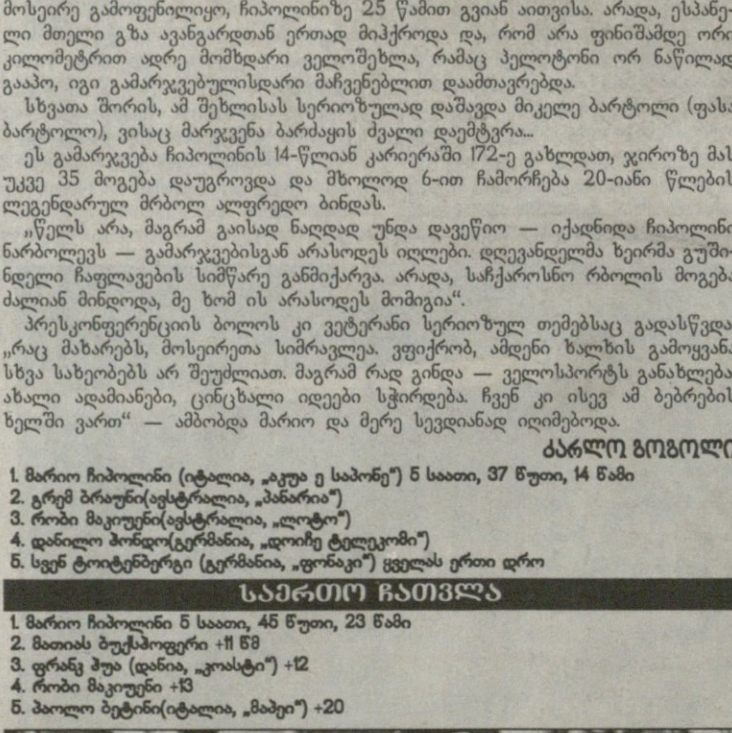 მოსეირე გამოფენილიყო, ჩიპოლინიზე 25 წამით გვიან აითვისა. არადა, ესპანე-
ლი მთელი გზა ავანგარდთან ერთად მიჰქროდა და, რომ არა ფინიშამდე ორი
კილომეტრით ადრე მომხდარი ველოშეხლა, რამაც პელოტონი ორ ნაწილად
გააპო, იგი გამარჯვებულისდარი მაჩვენებლით დაამთავრებდა.
სხვათა შორის, ამ შეხლისას სერიოზულად დაშავდა მიკელე ბარტოლი (ფასა
ბარტოლო), ვისაც მარჯვენა ბარძაყის ძვალი დაემტვრა...
ეს გამარჯვება ჩიპოლინის 14-წლიან კარიერაში 172-ე გახლდათ, ჯიროზე მას
უკვე 35 მოგება დაუგროვდა და მხოლოდ 6-ით ჩამორჩება 20-იანი წლების
ლეგენდარულ მრბოლ ალფრედო ბინდას.
„წელს არა, მაგრამ გაისად ნაღდად უნდა დავეწიო — იქადნიდა ჩიპოლინი
ნარბოლევს — გამარჯვებისგან არასოდეს იღლები. დღევანდელმა ხეირმა გუშინ-
ნდელი ჩაფლავების სიმწარე განმიქარვა. არადა, საჩქაროსნო რბოლის მოგება
ძალიან მინდოდა, მე ხომ ის არასოდეს მომიგია“.
პრესკონფერენციის ბოლოს კი ვეტერანი სერიოზულ თემებსაც გადასწვდა
„რაც მახარებს, მოსეირეთა სიმრავლეა. ვფიქრობ, ამდენი ხალხის გამოყვანა
სხვა სახეობებს არ შეუძლიათ. მაგრამ რად გინდა — ველოსპორტს განახლება
ახალი ადამიანები, ცინცხალი იდეები სჭირდება. ჩვენ კი ისევ ამ ბებრების
ხელში ვართ“ — ამბობდა მარიო და მერე სევდიანად იღიმებოდა.
კარლო გოგოლი
1. მარიო ჩიპოლინი (იტალია, „აკუა ე საპონე“) 5 საათი, 37 წუთი, 14 წამი
2. გრემ ბრაუნი(ავსტრალია, „პანარია“)
3. რობი მაკიუენი(ავსტრალია, „ლოტო“)
4. დანილო ჰონდო(გერმანია, „დოიჩე ტელეკომი“)
5. სვენ ტოიტენბერგი (გერმანია, „ფონაკი“) ყველას ერთი დრო
საერთო ჩათვლა
1. მარიო ჩიპოლინი 5 საათი, 45 წუთი, 23 წამი
2. მათიას ბუქსჰოფერი +11 წმ
3. ფრანკ ჰუა (დანია, „კოასტი“) +12
4. რობი მაკიუენი +13
5. პაოლო ბეტინი(იტალია, „მაპეი“) +20